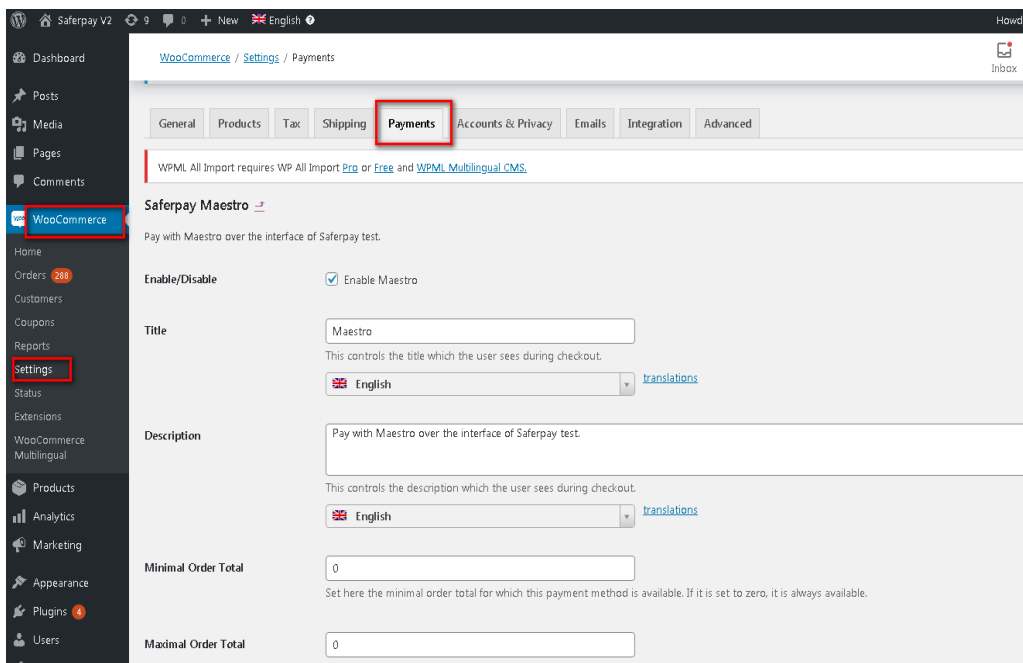 Saferpay V2 9 0 New English Howd
Dashboard
Posts
Media
Pages
Comments
WooCommerce
Home
Orders 288
Customers
Coupons
Reports
Settings
Status
Extensions
WooCommerce
Multilingual
Products
Analytics
Marketing
Appearance
Plugins 4
Users
WooCommerce / Settings / Payments
Inbox
General Products Tax Shipping Payments Accounts & Privacy Emails Integration Advanced
WPML All Import requires WP All Import Pro or Free and WPML Multilingual CMS.
Saferpay Maestro
Pay with Maestro over the interface of Saferpay test.
Enable/Disable Enable Maestro
Title Maestro
This controls the title which the user sees during checkout.
English translations
Description Pay with Maestro over the interface of Saferpay test.
This controls the description which the user sees during checkout.
English translations
Minimal Order Total 0
Set here the minimal order total for which this payment method is available. If it is set to zero, it is always available.
Maximal Order Total 0